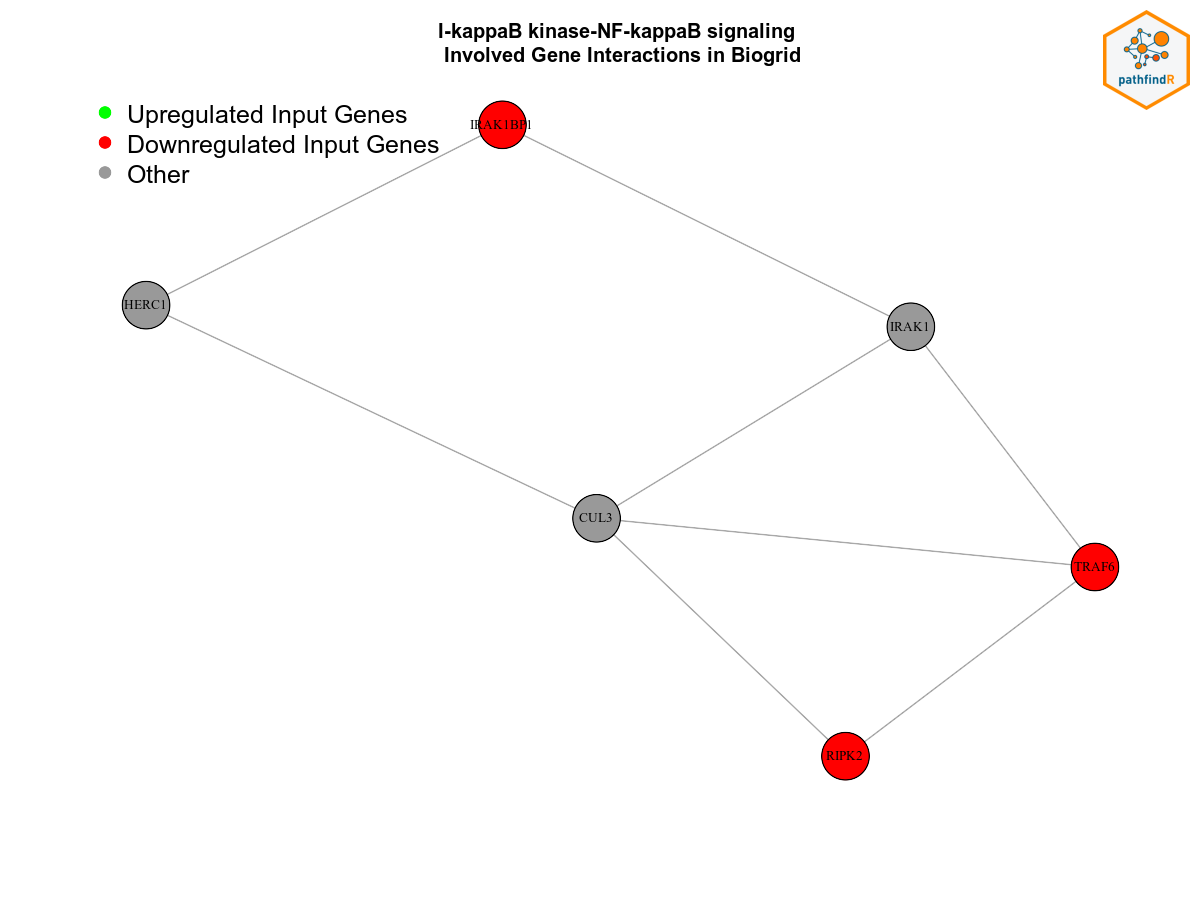 I-kappaB kinase-NF-kappaB signaling
Involved Gene Interactions in Biogrid
pathfindR
Upregulated Input Genes
Downregulated Input Genes
Other
IRAK1BP1
HERC1
IRAK1
CUL3
TRAF6
RIPK2